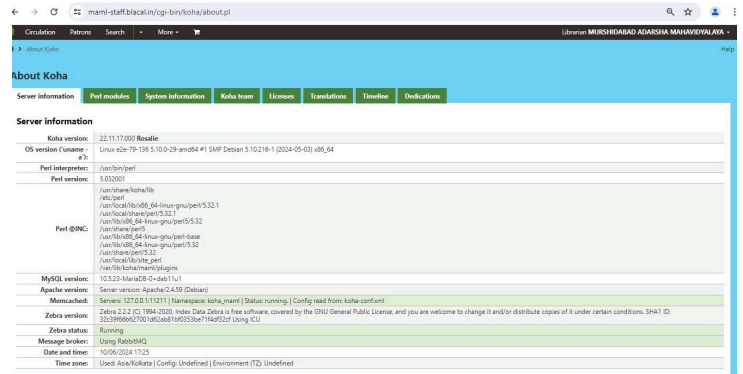 maml-staff.blacal.in/cgi-bin/koha/about.pl
Circulation Patrons Search More Librarian MURSHIDABAD ADARSHA MAHAVIDYALAYA
About Koha Help
About Koha
Server information Perl modules System information Koha team Licenses Translations Timeline Dedications
Server information
Koha version: 22.11.17.000 Rosalie
OS version ('uname -a'): Linux e2e-79-136 5.10.0-29-amd64 #1 SMP Debian 5.10.216-1 (2024-05-03) x86_64
Perl interpreter: /usr/bin/perl
Perl version: 5.032001
Perl @INC: /usr/share/koha/lib
/etc/perl
/usr/local/lib/x86_64-linux-gnu/perl/5.32.1
/usr/local/share/perl/5.32.1
/usr/lib/x86_64-linux-gnu/perl5/5.32
/usr/share/perl5
/usr/lib/x86_64-linux-gnu/perl-base
/usr/lib/x86_64-linux-gnu/perl/5.32
/usr/share/perl/5.32
/usr/local/lib/site_perl
/var/lib/koha/maml/plugins
MySQL version: 10.5.23-MariaDB-0+deb11u1
Apache version: Server version: Apache/2.4.59 (Debian)
Memcached: Servers: 127.0.0.1:11211 | Namespace: koha_maml | Status: running. | Config read from: koha-conf.xml
Zebra version: Zebra 2.2.2 (C) 1994-2020, Index Data Zebra is free software, covered by the GNU General Public License, and you are welcome to change it and/or distribute copies of it under certain conditions. SHA1 ID:
32c39f66b627001d62ab81bf0353be71f4df32cf Using ICU
Zebra status: Running
Message broker: Using RabbitMQ
Date and time: 10/06/2024 17:25
Time zone: Used: Asia/Kolkata | Config: Undefined | Environment (TZ): Undefined